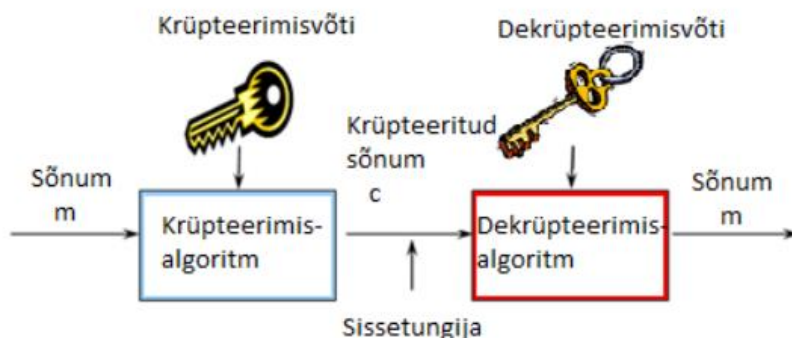 Krüpteerimisvõti
Dekrüpteerimisvõti
Krüpteeritud
sõnum
c
Sõnum
m
Krüpteerimis-
algoritm
Dekrüpteerimis-
algoritm
Sõnum
m
Sissetungija